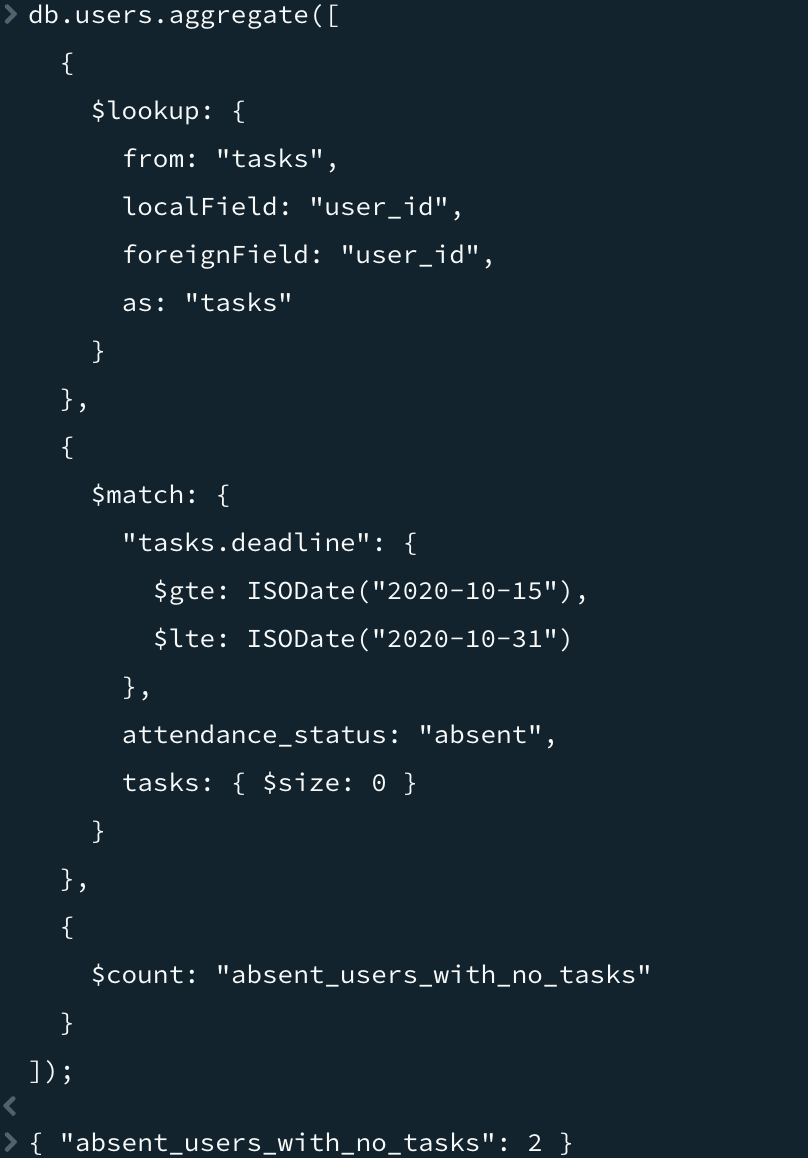 > db.users.aggregate([
{
$lookup: {
from: "tasks",
localField: "user_id",
foreignField: "user_id",
as: "tasks"
}
},
{
$match: {
"tasks.deadline": {
$gte: ISODate("2020-10-15"),
$lte: ISODate("2020-10-31")
},
attendance_status: "absent",
tasks: { $size: 0 }
}
},
{
$count: "absent_users_with_no_tasks"
}
]);
<
> { "absent_users_with_no_tasks": 2 }